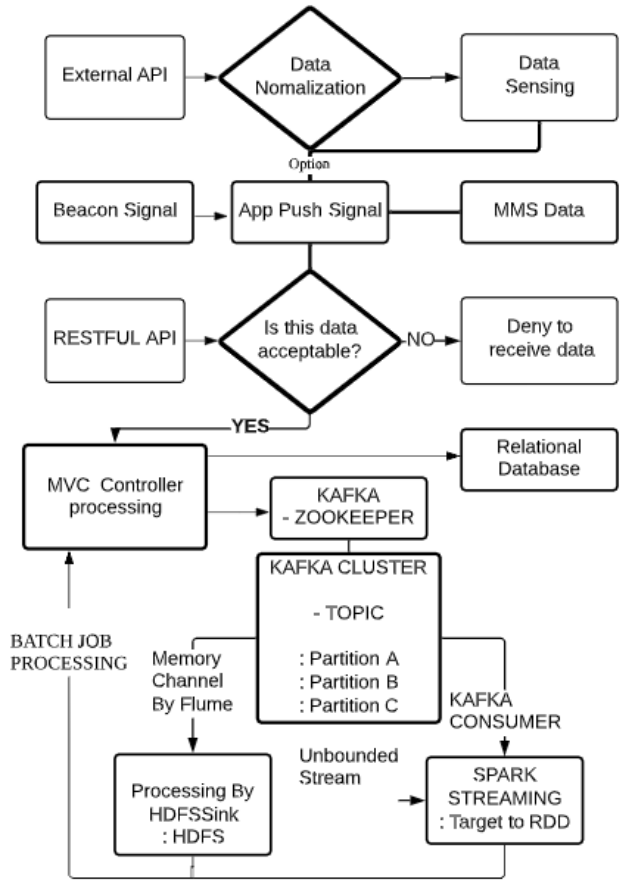 External API
Data
Nomalization
Data
Sensing
Option
Beacon Signal
App Push Signal
MMS Data
RESTFUL API
Is this data
acceptable?
NO
Deny to
receive data
YES
MVC Controller
processing
Relational
Database
KAFKA
- ZOOKEEPER
KAFKA CLUSTER
- TOPIC
: Partition A
: Partition B
: Partition C
BATCH JOB
PROCESSING
Memory
Channel
By Flume
KAFKA
CONSUMER
Unbounded
Stream
Processing By
HDFSSink
: HDFS
SPARK
STREAMING
: Target to RDD